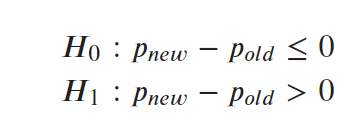 H₀ : pₙₑw − pₒₗd ≤ 0
H₁ : pₙₑw − pₒₗd > 0